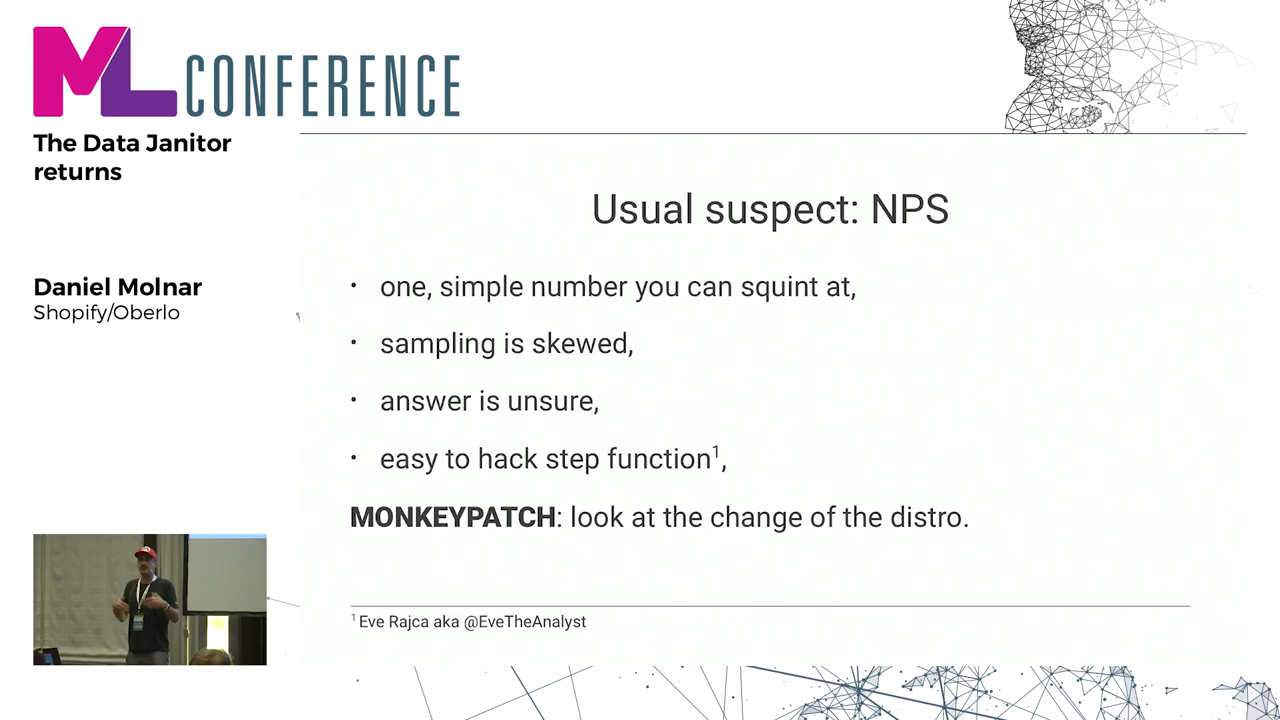 ML CONFERENCE
The Data Janitor
returns
Daniel Molnar
Shopify/Oberlo
Usual suspect: NPS
• one, simple number you can squint at,
• sampling is skewed,
• answer is unsure,
• easy to hack step function¹,
MONKEYPATCH: look at the change of the distro.
¹ Eve Rajca aka @EveTheAnalyst